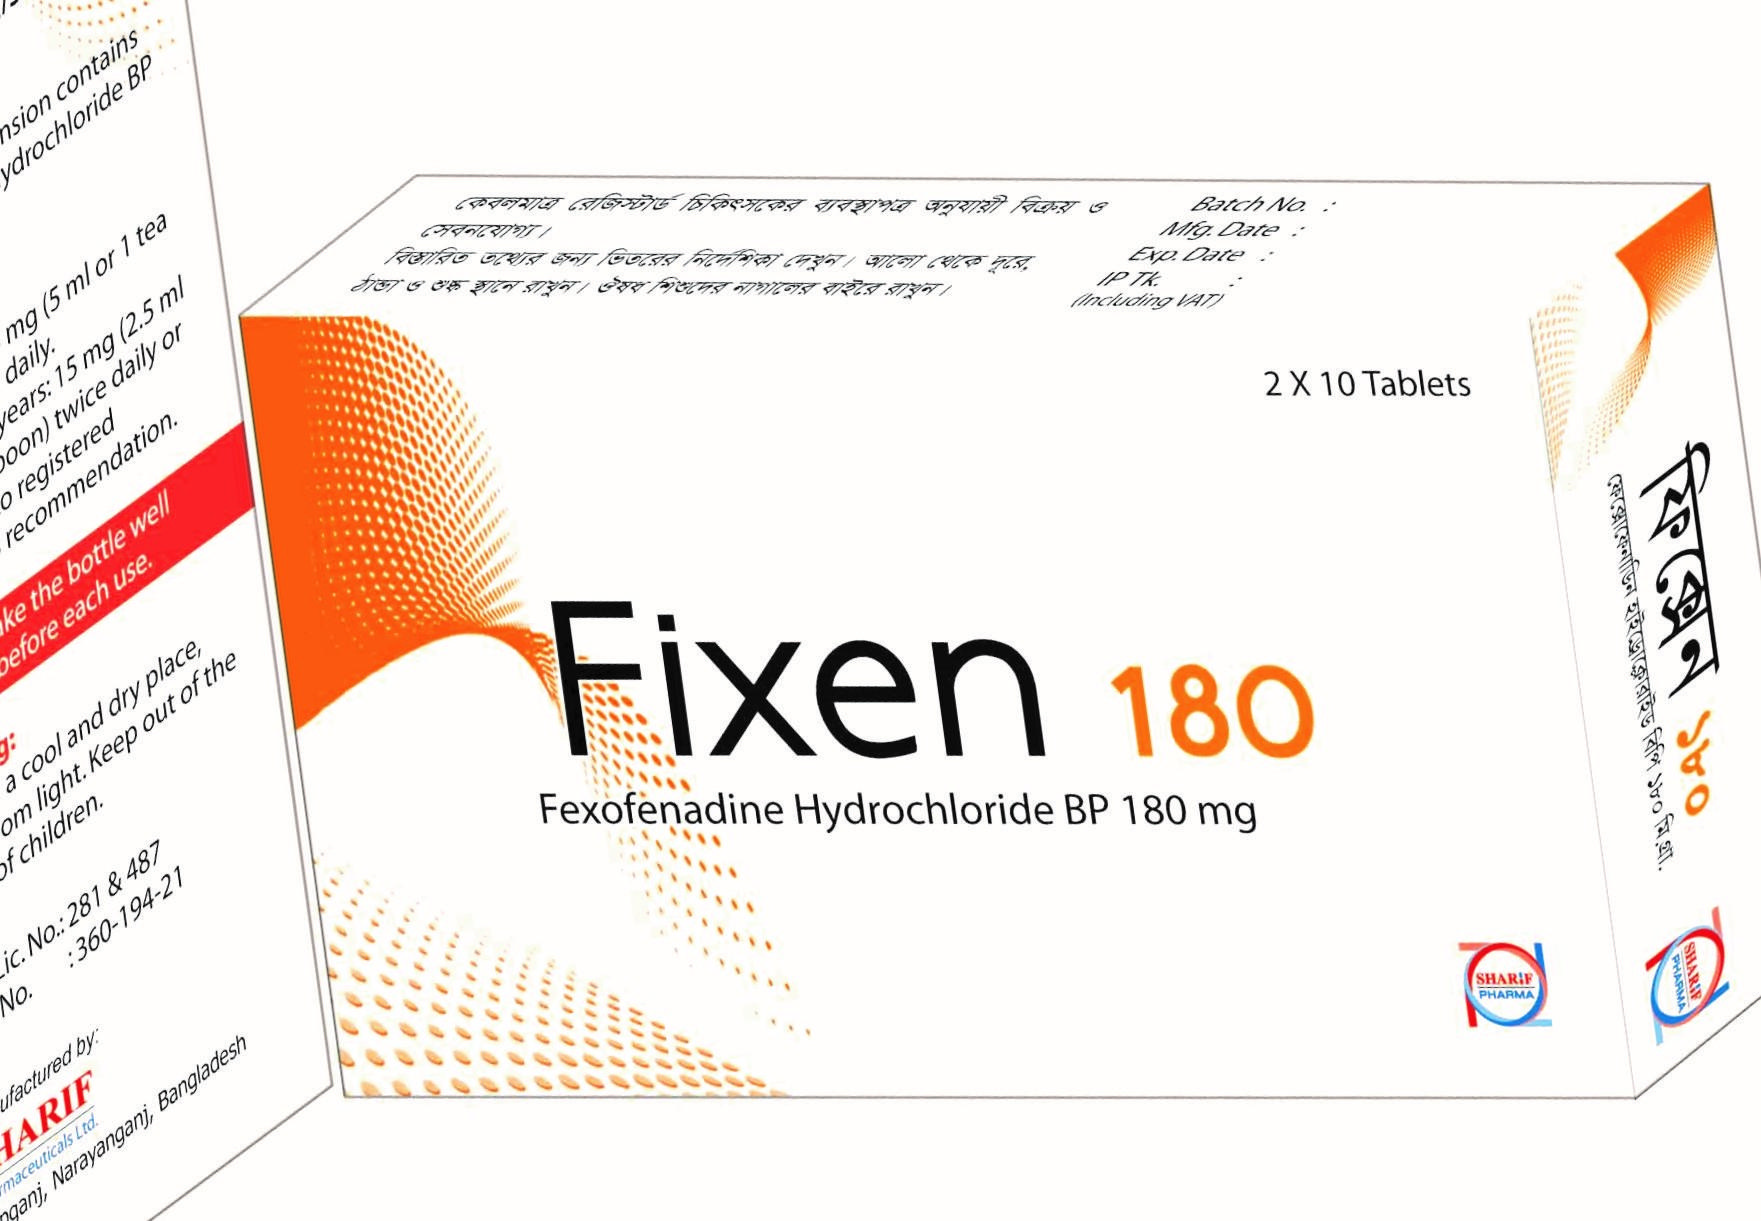 nsion contains
ydrochloride BP
mg (5 ml or 1 tea
daily.
years: 15 mg (2.5 ml
poon) twice daily or
o registered
recommendation.
ke the bottle well
before each use.
g:
a cool and dry place,
om light. Keep out of the
of children.
Lic. No.: 281 & 487
No. : 360-194-21
ufactured by:
HARIF
rmaceuticals Ltd.
nganj, Narayanganj, Bangladesh
কেবলমাত্র রেজিস্টার্ড চিকিৎসকের ব্যবস্থাপত্র অনুযায়ী বিক্রয় ও
সেবনযোগ্য।
বিস্তারিত তথ্যের জন্য ভিতরের নির্দেশিকা দেখুন। আলো থেকে দূরে,
ঠান্ডা ও শুষ্ক স্থানে রাখুন। ঔষধ শিশুদের নাগালের বাইরে রাখুন।
Batch No. :
Mfg. Date :
Exp. Date :
IP Tk. :
(Including VAT)
2 X 10 Tablets
Fixen 180
Fexofenadine Hydrochloride BP 180 mg
SHARIF
PHARMA
ফিক্সেন ১৮০
ফেক্সোফেনাডিন হাইড্রোক্লোরাইড বিপি ১৮০ মি.গ্রা.
SHARIF
PHARMA